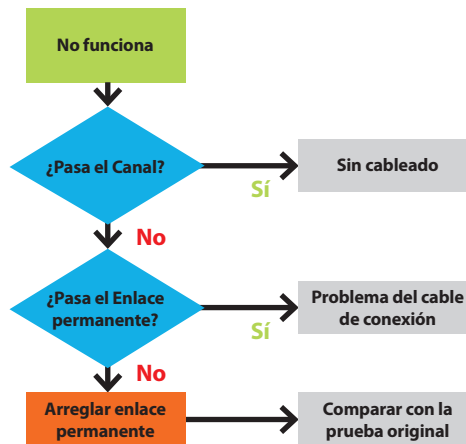 No funciona
¿Pasa el Canal?
Sin cableado
Sí
No
¿Pasa el Enlace
permanente?
Problema del cable
de conexión
Sí
No
Arreglar enlace
permanente
Comparar con la
prueba original